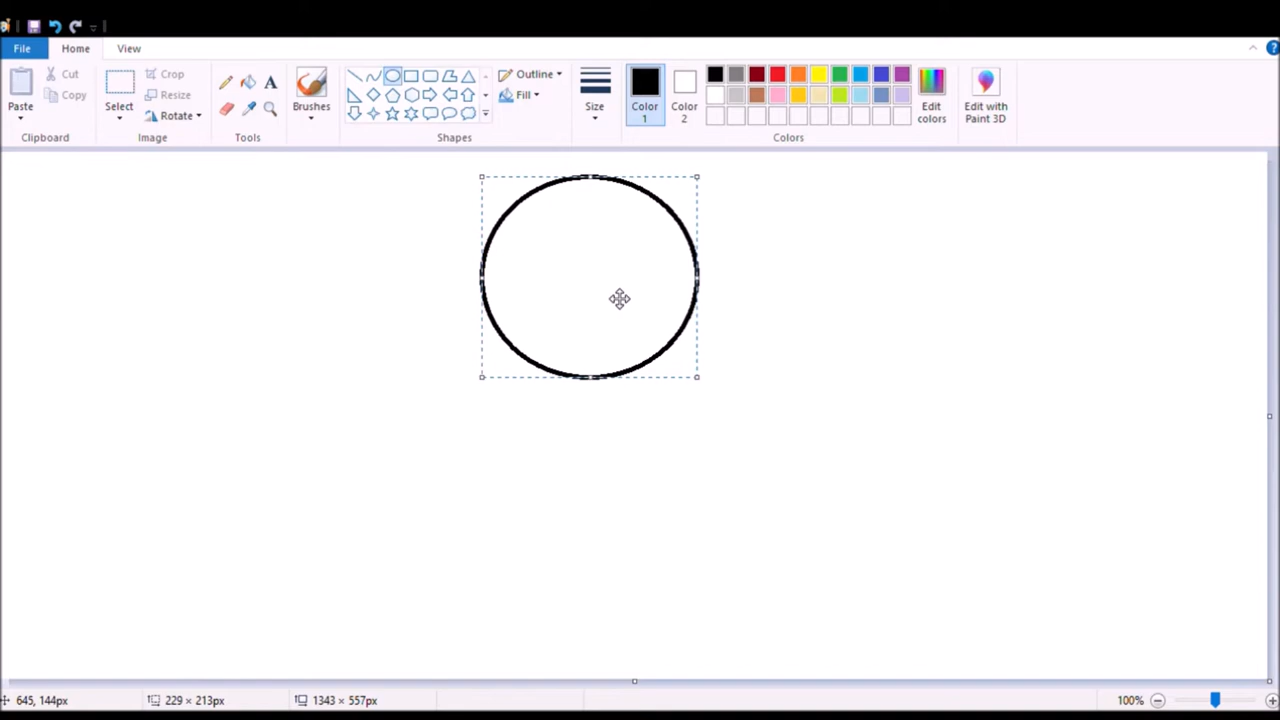 File Home View
Paste Cut Copy Select Crop Resize Rotate A Brushes Outline Fill Size Color 1 Color 2 Edit colors Edit with Paint 3D
Clipboard Image Tools Shapes Colors
645, 144px 229 × 213px 1343 × 557px 100%